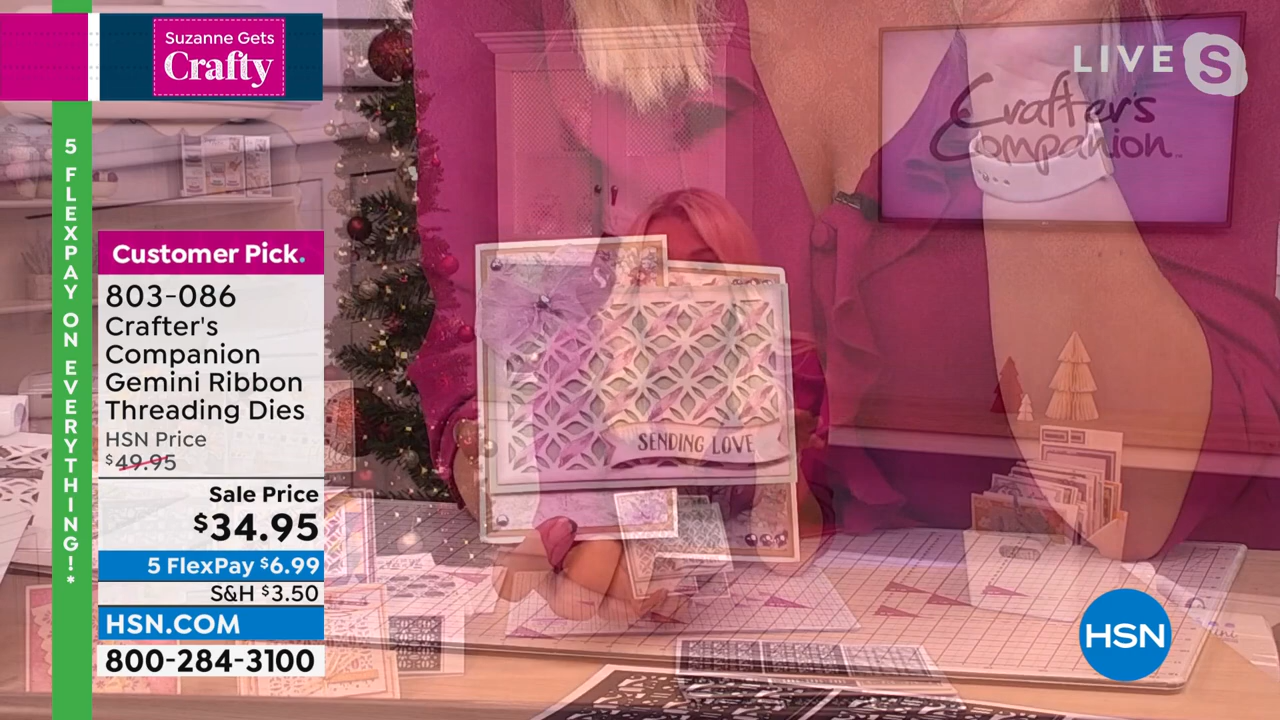 Suzanne Gets
Crafty
LIVE S
Crafter's
Companion
5 FLEXPAY ON EVERYTHING!*
Customer Pick.
803-086
Crafter's
Companion
Gemini Ribbon
Threading Dies
HSN Price
$49.95
Sale Price
$34.95
5 FlexPay $6.99
S&H $3.50
HSN.COM
800-284-3100
SENDING LOVE
HSN